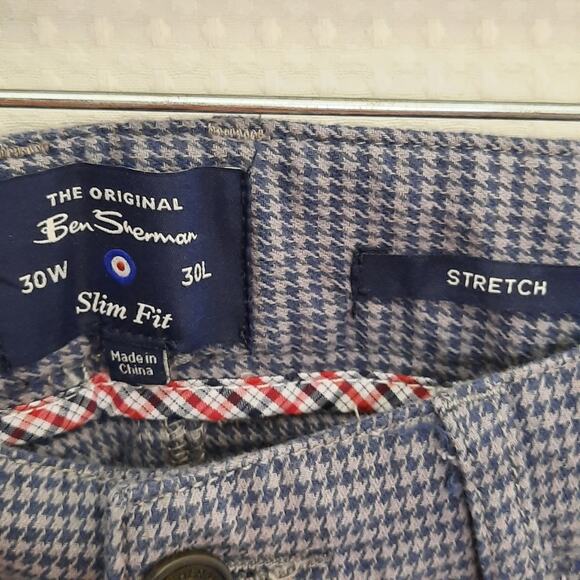 THE ORIGINAL
Ben Sherman
30W 30L
Slim Fit
Made in
China
STRETCH